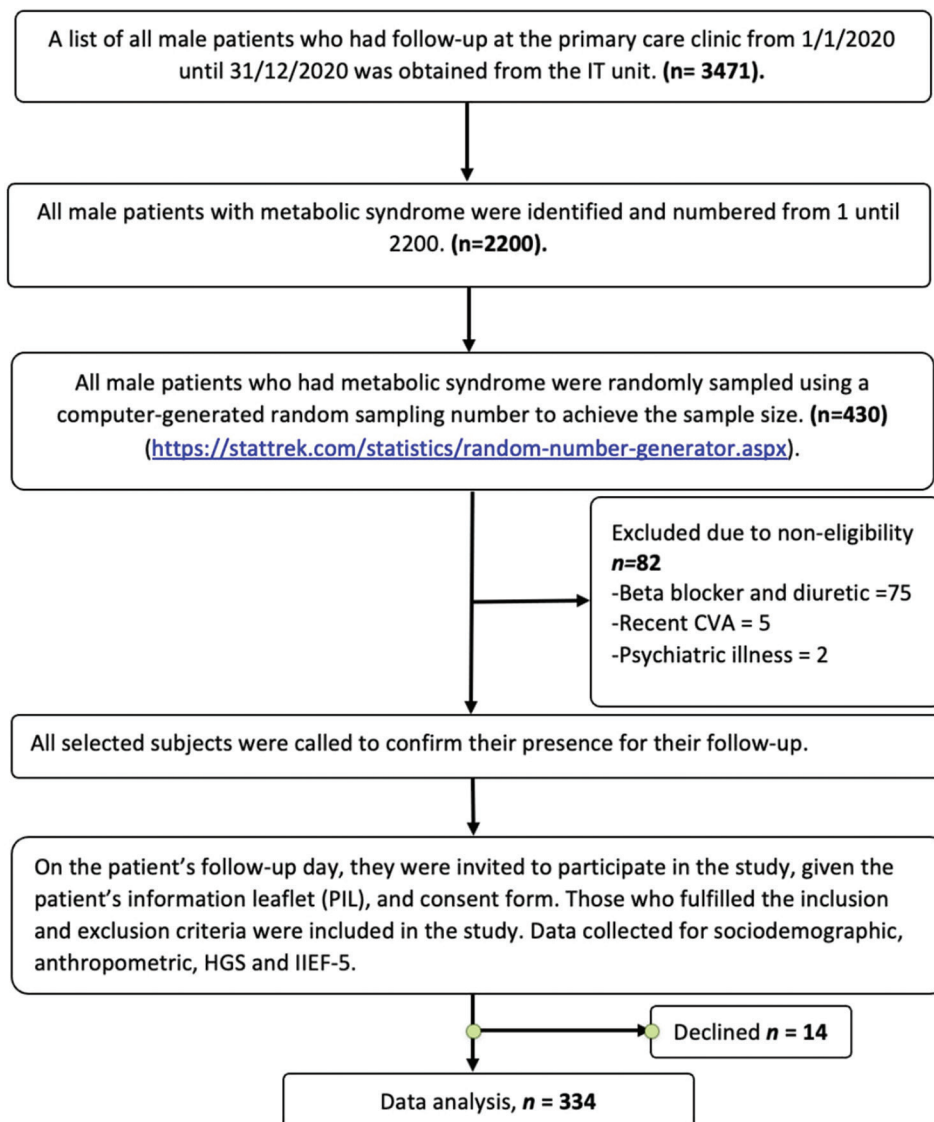 A list of all male patients who had follow-up at the primary care clinic from 1/1/2020
until 31/12/2020 was obtained from the IT unit. (n= 3471).
All male patients with metabolic syndrome were identified and numbered from 1 until
2200. (n=2200).
All male patients who had metabolic syndrome were randomly sampled using a
computer-generated random sampling number to achieve the sample size. (n=430)
(https://stattrek.com/statistics/random-number-generator.aspx).
Excluded due to non-eligibility
n=82
-Beta blocker and diuretic =75
-Recent CVA = 5
-Psychiatric illness = 2
All selected subjects were called to confirm their presence for their follow-up.
On the patient’s follow-up day, they were invited to participate in the study, given the
patient’s information leaflet (PIL), and consent form. Those who fulfilled the inclusion
and exclusion criteria were included in the study. Data collected for sociodemographic,
anthropometric, HGS and IIEF-5.
Declined n = 14
Data analysis, n = 334